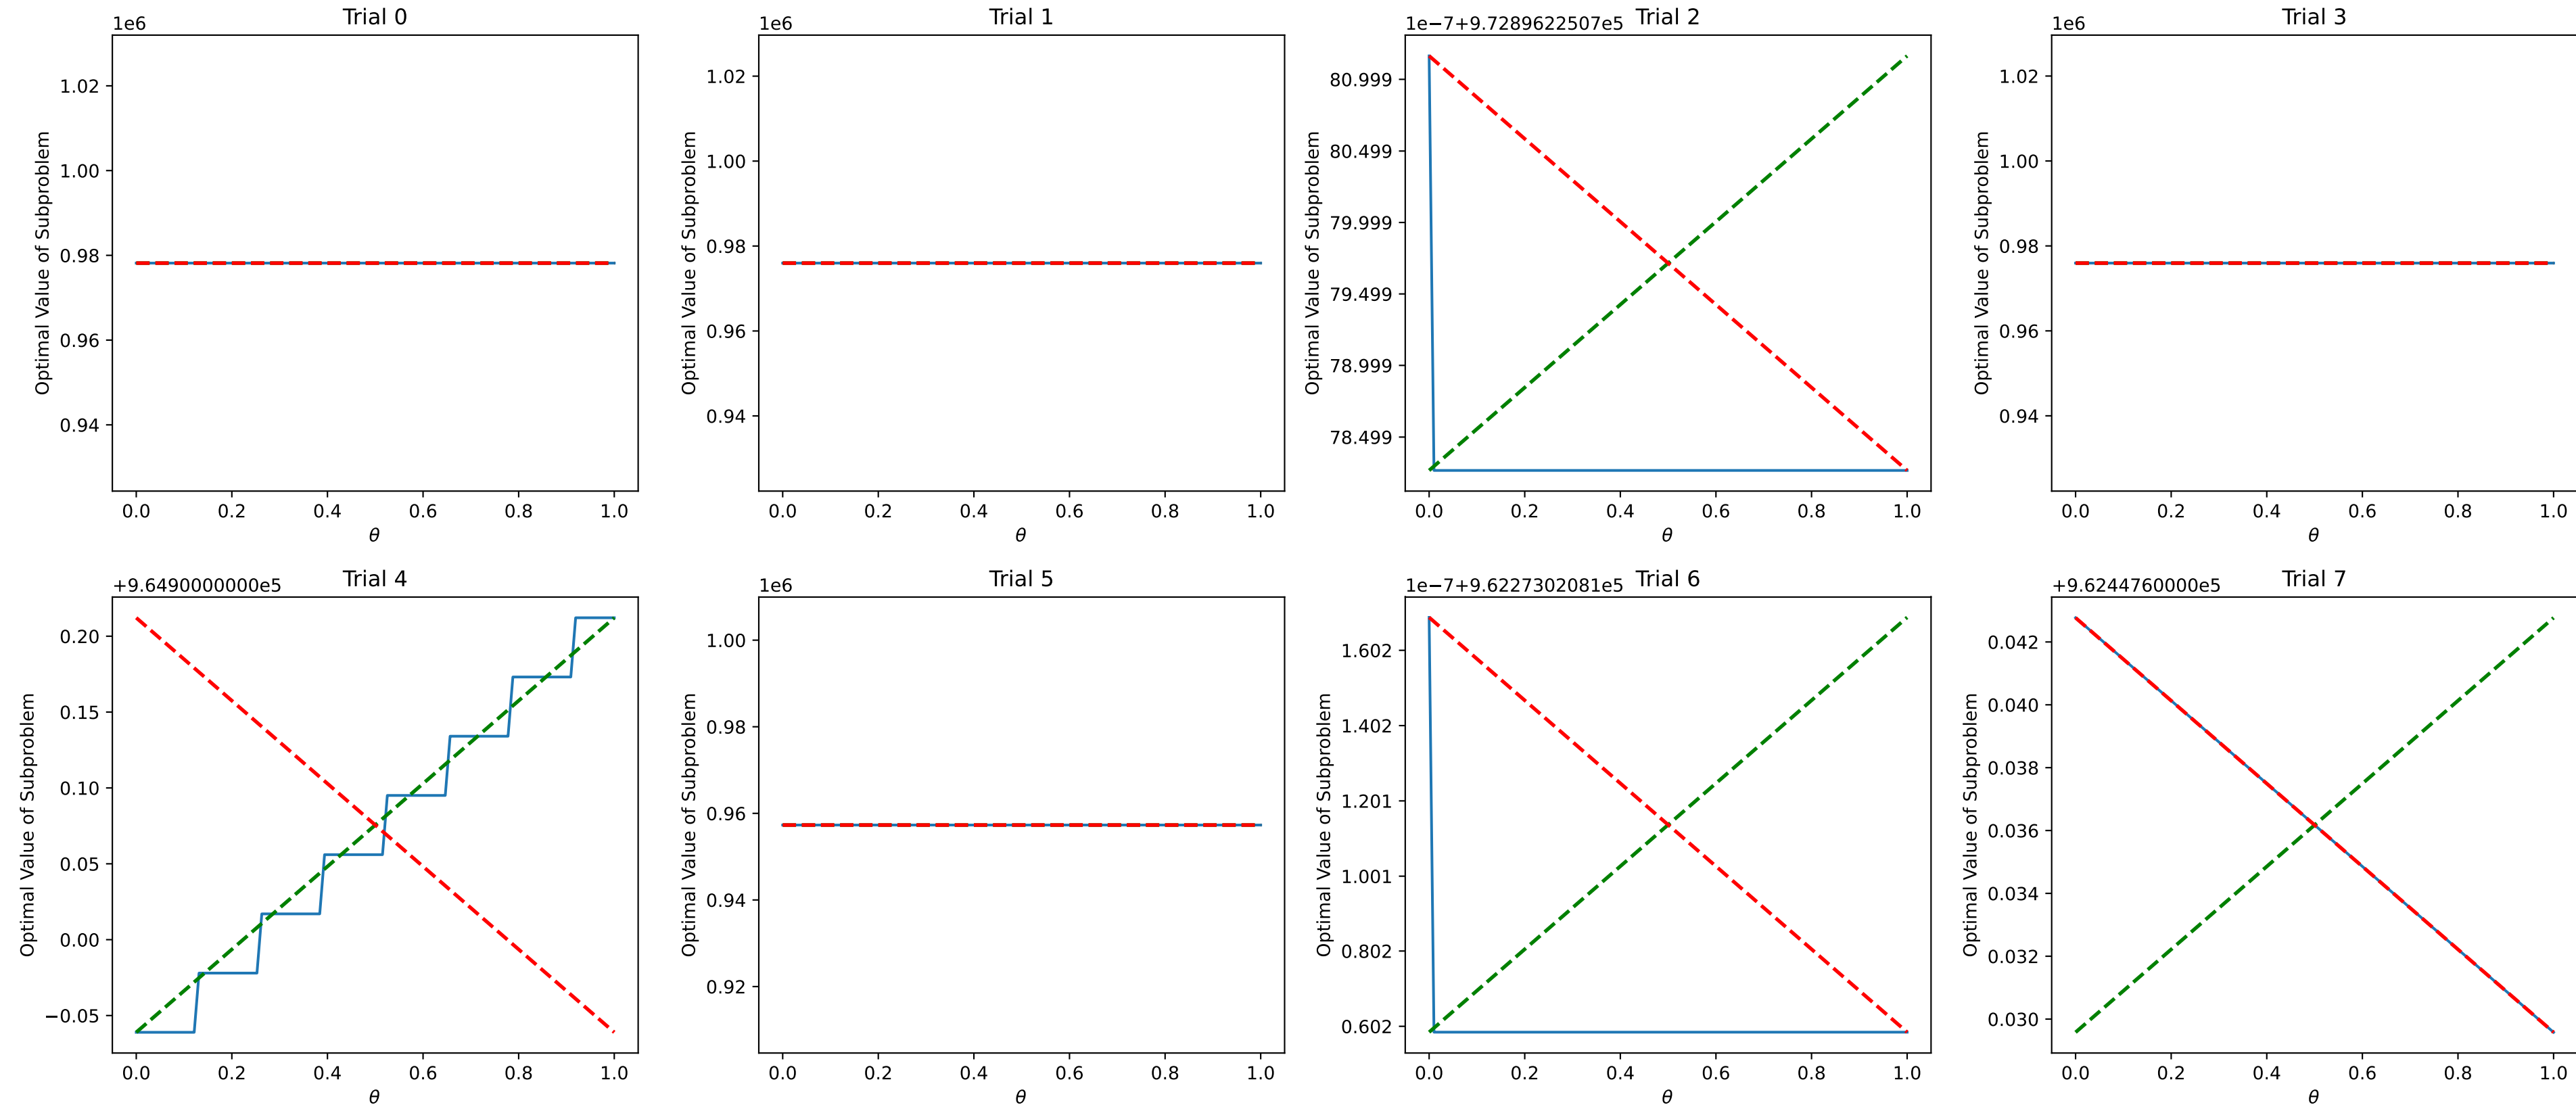 Trial 0
1e6
1.02
1.00
0.98
0.96
0.94
Optimal Value of Subproblem
0.0 0.2 0.4 0.6 0.8 1.0
θ
Trial 1
1e6
1.02
1.00
0.98
0.96
0.94
Optimal Value of Subproblem
0.0 0.2 0.4 0.6 0.8 1.0
θ
Trial 2
1e−7+9.7289622507e5
80.999
80.499
79.999
79.499
78.999
78.499
Optimal Value of Subproblem
0.0 0.2 0.4 0.6 0.8 1.0
θ
Trial 3
1e6
1.02
1.00
0.98
0.96
0.94
Optimal Value of Subproblem
0.0 0.2 0.4 0.6 0.8 1.0
θ
Trial 4
+9.6490000000e5
0.20
0.15
0.10
0.05
0.00
−0.05
Optimal Value of Subproblem
0.0 0.2 0.4 0.6 0.8 1.0
θ
Trial 5
1e6
1.00
0.98
0.96
0.94
0.92
Optimal Value of Subproblem
0.0 0.2 0.4 0.6 0.8 1.0
θ
Trial 6
1e−7+9.6227302081e5
1.602
1.402
1.201
1.001
0.802
0.602
Optimal Value of Subproblem
0.0 0.2 0.4 0.6 0.8 1.0
θ
Trial 7
+9.6244760000e5
0.042
0.040
0.038
0.036
0.034
0.032
0.030
Optimal Value of Subproblem
0.0 0.2 0.4 0.6 0.8 1.0
θ